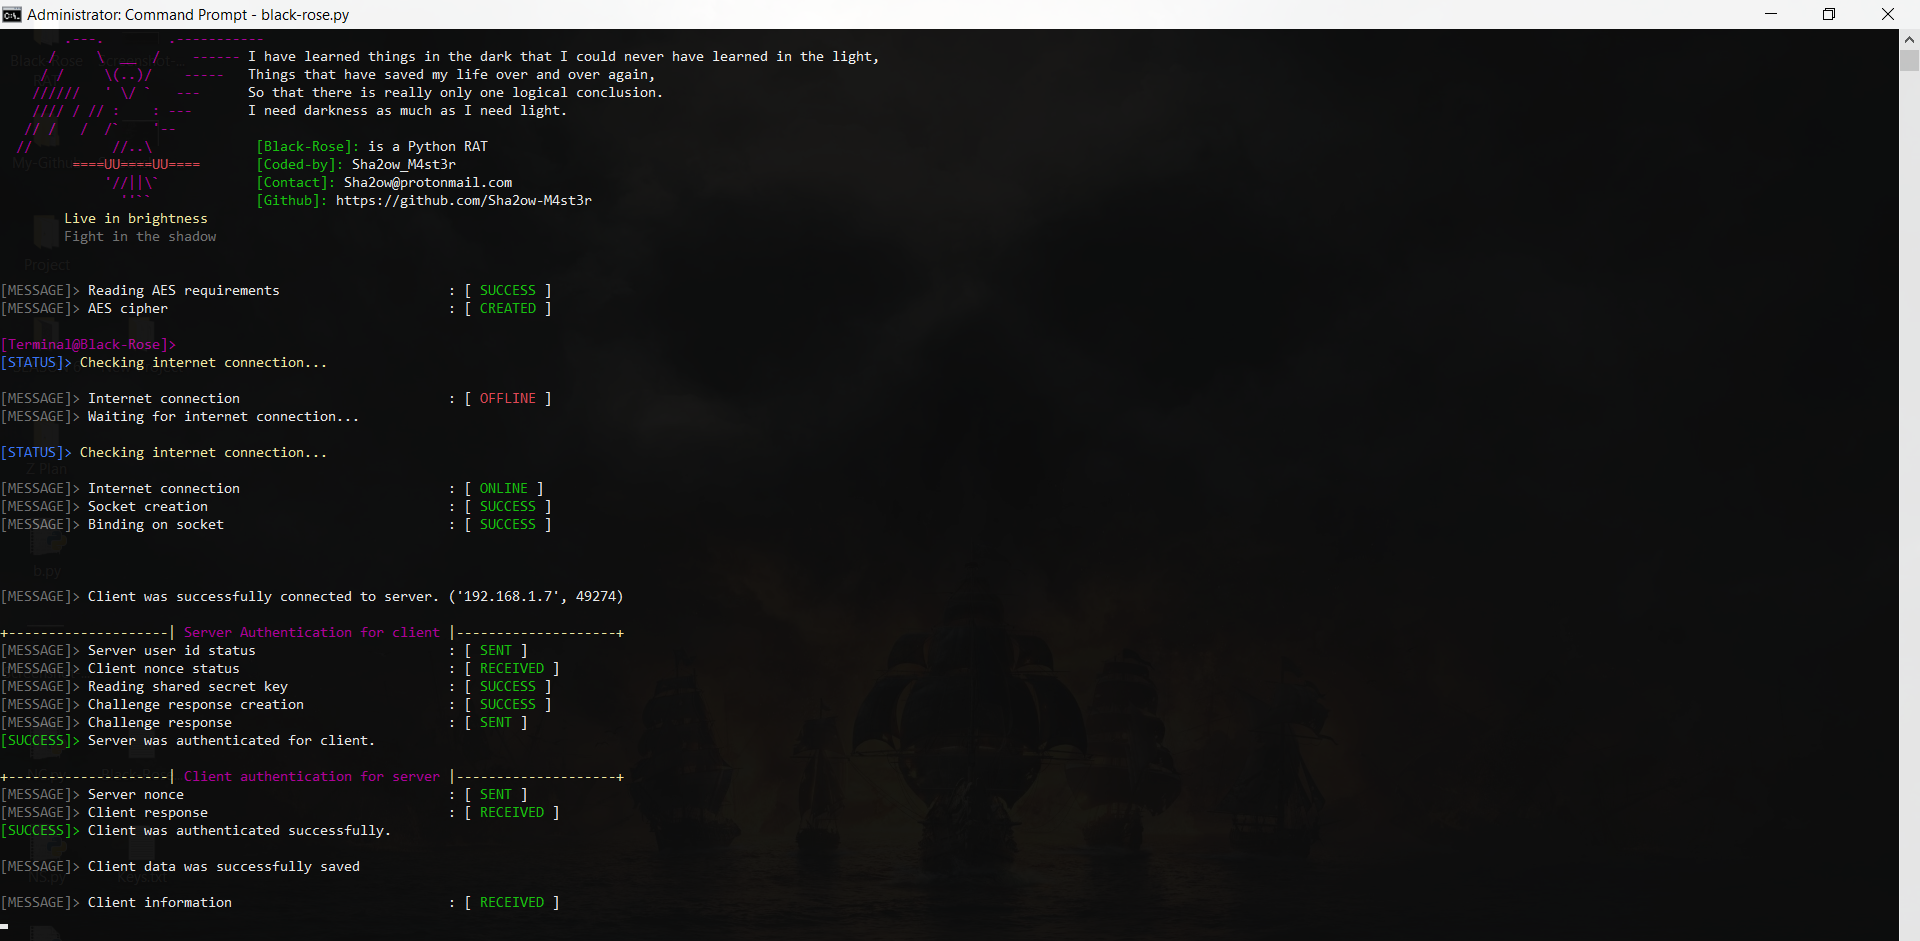 Administrator: Command Prompt - black-rose.py
I have learned things in the dark that I could never have learned in the light,
Things that have saved my life over and over again,
So that there is really only one logical conclusion.
I need darkness as much as I need light.
[Black-Rose]: is a Python RAT
[Coded-by]: Sha2ow_M4st3r
[Contact]: Sha2ow@protonmail.com
[Github]: https://github.com/Sha2ow-M4st3r
Live in brightness
Fight in the shadow
[MESSAGE]> Reading AES requirements : [ SUCCESS ]
[MESSAGE]> AES cipher : [ CREATED ]
[Terminal@Black-Rose]>
[STATUS]> Checking internet connection...
[MESSAGE]> Internet connection : [ OFFLINE ]
[MESSAGE]> Waiting for internet connection...
[STATUS]> Checking internet connection...
[MESSAGE]> Internet connection : [ ONLINE ]
[MESSAGE]> Socket creation : [ SUCCESS ]
[MESSAGE]> Binding on socket : [ SUCCESS ]
[MESSAGE]> Client was successfully connected to server. ('192.168.1.7', 49274)
+--------------------| Server Authentication for client |--------------------+
[MESSAGE]> Server user id status : [ SENT ]
[MESSAGE]> Client nonce status : [ RECEIVED ]
[MESSAGE]> Reading shared secret key : [ SUCCESS ]
[MESSAGE]> Challenge response creation : [ SUCCESS ]
[MESSAGE]> Challenge response : [ SENT ]
[SUCCESS]> Server was authenticated for client.
+--------------------| Client authentication for server |--------------------+
[MESSAGE]> Server nonce : [ SENT ]
[MESSAGE]> Client response : [ RECEIVED ]
[SUCCESS]> Client was authenticated successfully.
[MESSAGE]> Client data was successfully saved
[MESSAGE]> Client information : [ RECEIVED ]
Project
Z Plan
b.py
NS.py
Keys.txt